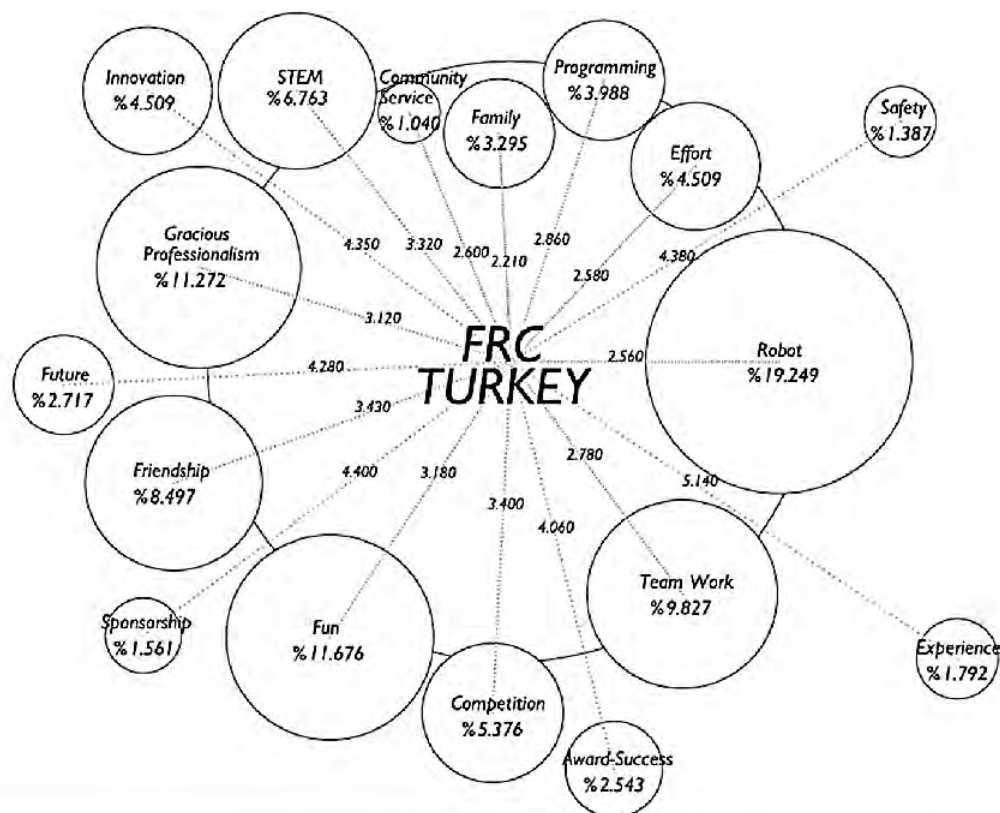 Innovation
%4.509
STEM
%6.763
Community
Service
%1.040
Family
%3.295
Programming
%3.988
Effort
%4.509
Safety
%1.387
Gracious
Professionalism
%11.272
4.350
3.320
2.600
2.210
2.860
2.580
4.380
3.120
FRC
TURKEY
2.560
Robot
%19.249
Future
%2.717
4.280
3.430
Friendship
%8.497
4.400
3.180
3.400
4.060
2.780
5.140
Team Work
%9.827
Sponsorship
%1.561
Fun
%11.676
Competition
%5.376
Award-Success
%2.543
Experience
%1.792